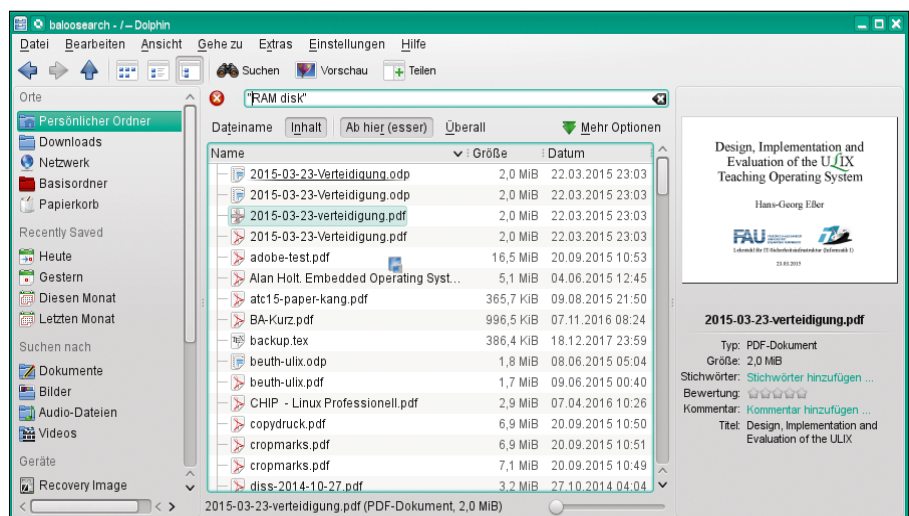 baloosearch - / – Dolphin
Datei Bearbeiten Ansicht Gehe zu Extras Einstellungen Hilfe
Suchen Vorschau Teilen
Orte
Persönlicher Ordner
Downloads
Netzwerk
Basisordner
Papierkorb
Recently Saved
Heute
Gestern
Diesen Monat
Letzten Monat
Suchen nach
Dokumente
Bilder
Audio-Dateien
Videos
Geräte
Recovery Image
"RAM disk"
Dateiname Inhalt Ab hier (esser) Überall Mehr Optionen
Name Größe Datum
2015-03-23-Verteidigung.odp 2,0 MiB 22.03.2015 23:03
2015-03-23-Verteidigung.odp 2,0 MiB 22.03.2015 23:03
2015-03-23-verteidigung.pdf 2,0 MiB 22.03.2015 23:03
2015-03-23-Verteidigung.pdf 2,0 MiB 22.03.2015 23:03
adobe-test.pdf 16,5 MiB 20.09.2015 10:53
Alan Holt. Embedded Operating Syst... 5,1 MiB 04.06.2015 12:45
atc15-paper-kang.pdf 365,7 KiB 09.08.2015 21:50
BA-Kurz.pdf 996,5 KiB 07.11.2016 08:24
backup.tex 386,4 KiB 18.12.2017 23:59
beuth-ulix.odp 1,8 MiB 08.06.2015 05:04
beuth-ulix.pdf 1,7 MiB 09.06.2015 00:40
CHIP - Linux Professionell.pdf 2,9 MiB 07.04.2016 10:26
copydruck.pdf 6,9 MiB 20.09.2015 10:50
cropmarks.pdf 6,9 MiB 20.09.2015 10:51
cropmarks.pdf 7,1 MiB 20.09.2015 10:49
diss-2014-10-27.pdf 3,2 MiB 27.10.2014 04:04
2015-03-23-verteidigung.pdf (PDF-Dokument, 2,0 MiB)
Design, Implementation and
Evaluation of the ULIX
Teaching Operating System
Hans-Georg Eßer
FAU
Lehrstuhl für IT-Sicherheitsinfrastruktur (Informatik 1)
23.03.2015
2015-03-23-verteidigung.pdf
Typ: PDF-Dokument
Größe: 2,0 MiB
Stichwörter: Stichwörter hinzufügen ...
Bewertung:
Kommentar: Kommentar hinzufügen ...
Titel: Design, Implementation and
Evaluation of the ULIX